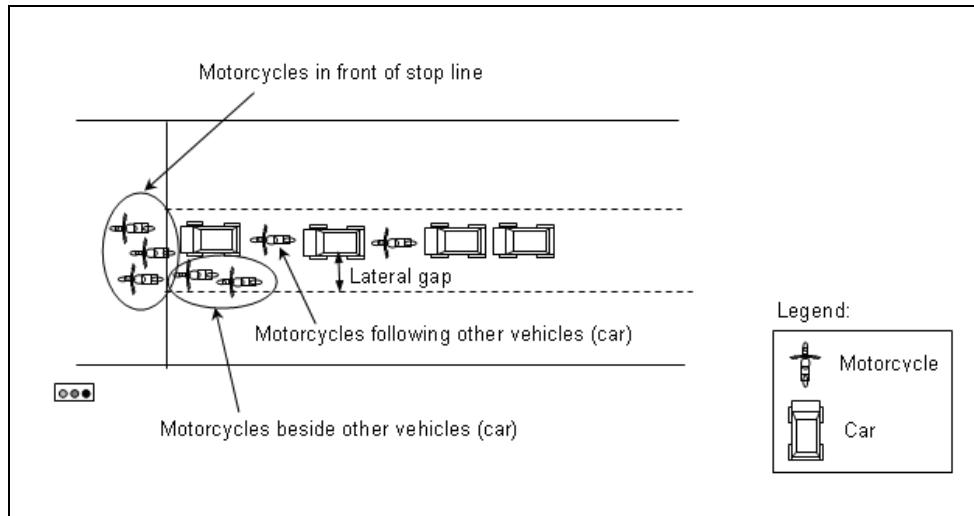 Motorcycles in front of stop line
Lateral gap
Legend:
Motorcycles following other vehicles (car)
Motorcycle
Motorcycles beside other vehicles (car)
Car